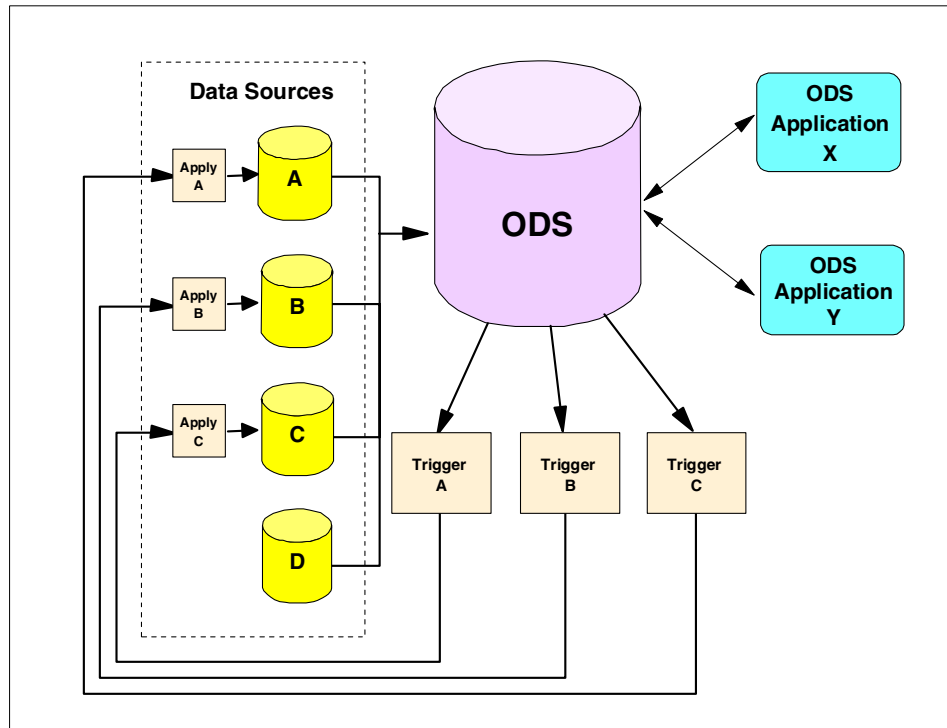 Data Sources
Apply
A
A
Apply
B
B
Apply
C
C
D
ODS
ODS
Application
X
ODS
Application
Y
Trigger
A
Trigger
B
Trigger
C